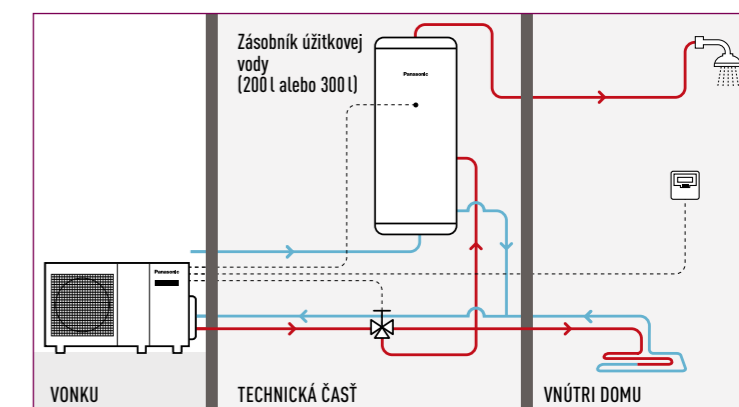 Zásobník úžitkovej
vody
(200 l alebo 300 l)
Panasonic
Panasonic
VONKU
TECHNICKÁ ČASŤ
VNÚTRI DOMU